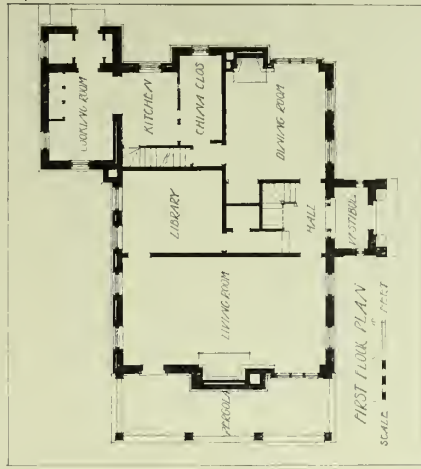 COOKING ROOM
KITCHEN
CHINA CLOS
DINING ROOM
LIBRARY
HALL
VESTIBULE
LIVING ROOM
PERGOLA
FIRST FLOOR PLAN
SCALE FEET